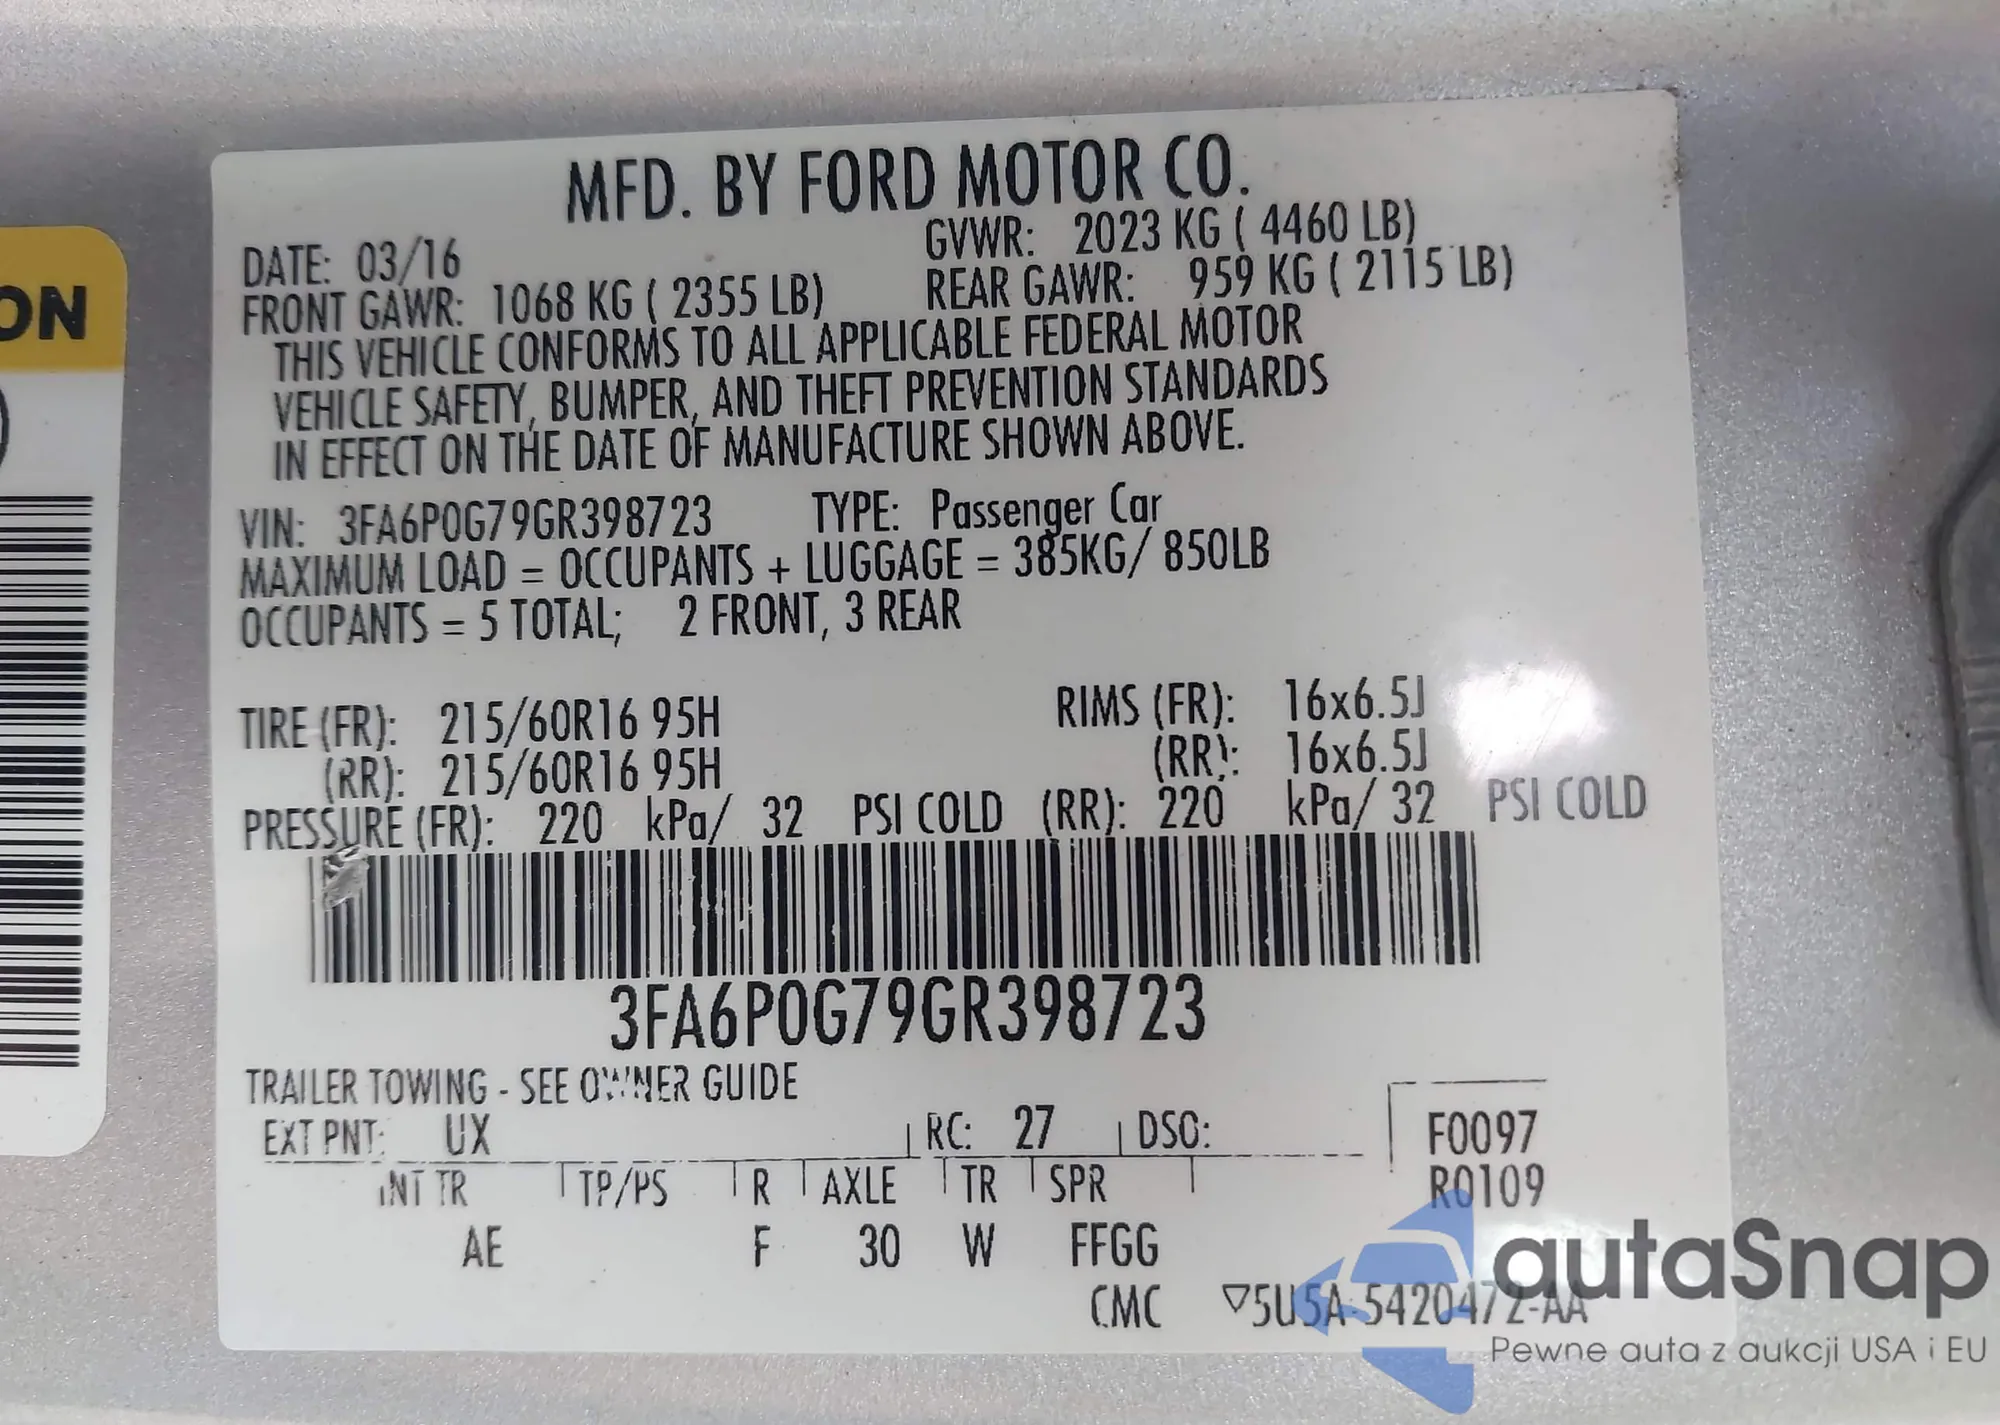 MFD. BY FORD MOTOR CO.
DATE: 03/16 GVWR: 2023 KG ( 4460 LB)
FRONT GAWR: 1068 KG ( 2355 LB) REAR GAWR: 959 KG ( 2115 LB)
THIS VEHICLE CONFORMS TO ALL APPLICABLE FEDERAL MOTOR
VEHICLE SAFETY, BUMPER, AND THEFT PREVENTION STANDARDS
IN EFFECT ON THE DATE OF MANUFACTURE SHOWN ABOVE.
VIN: 3FA6P0G79GR398723 TYPE: Passenger Car
MAXIMUM LOAD = OCCUPANTS + LUGGAGE = 385KG/ 850LB
OCCUPANTS = 5 TOTAL; 2 FRONT, 3 REAR
TIRE (FR): 215/60R16 95H RIMS (FR): 16x6.5J
(RR): 215/60R16 95H (RR): 16x6.5J
PRESSURE (FR): 220 kPa/ 32 PSI COLD (RR): 220 kPa/ 32 PSI COLD
3FA6P0G79GR398723
TRAILER TOWING - SEE OWNER GUIDE
EXT PNT: UX RC: 27 DSO: F0097
INT TR TP/PS R AXLE TR SPR R0109
AE F 30 W FFGG
CMC ▽5U5A-5420472-AA
ON
autaSnap
Pewne auta z aukcji USA i EU